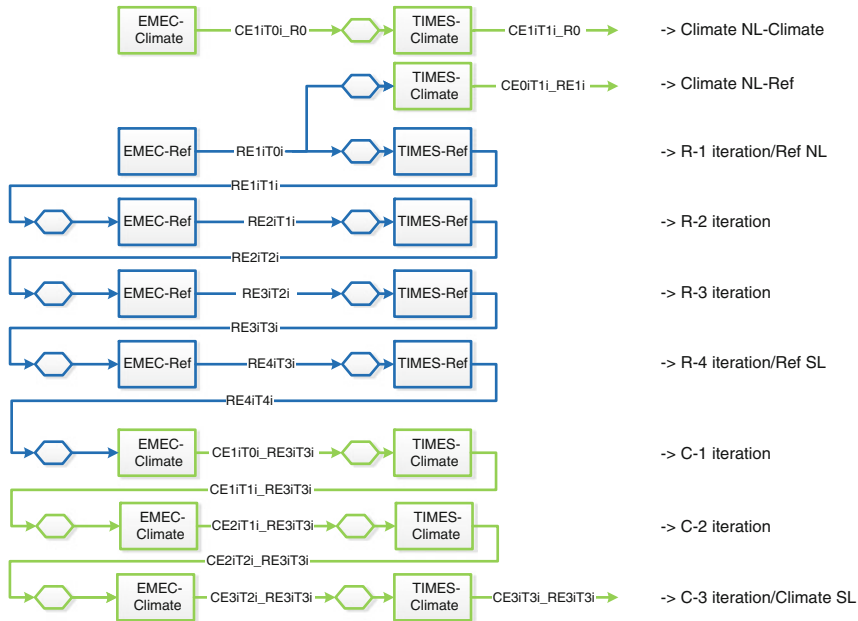 EMEC-
Climate
CE1iT0i_R0
TIMES-
Climate
CE1iT1i_R0
-> Climate NL-Climate
TIMES-
Climate
CE0iT1i_RE1i
-> Climate NL-Ref
EMEC-Ref
RE1iT0i
TIMES-Ref
-> R-1 iteration/Ref NL
RE1iT1i
EMEC-Ref
RE2iT1i
TIMES-Ref
-> R-2 iteration
RE2iT2i
EMEC-Ref
RE3iT2i
TIMES-Ref
-> R-3 iteration
RE3iT3i
EMEC-Ref
RE4iT3i
TIMES-Ref
-> R-4 iteration/Ref SL
RE4iT4i
EMEC-
Climate
CE1iT0i_RE3iT3i
TIMES-
Climate
-> C-1 iteration
CE1iT1i_RE3iT3i
EMEC-
Climate
CE2iT1i_RE3iT3i
TIMES-
Climate
-> C-2 iteration
CE2iT2i_RE3iT3i
EMEC-
Climate
CE3iT2i_RE3iT3i
TIMES-
Climate
CE3iT3i_RE3iT3i
-> C-3 iteration/Climate SL